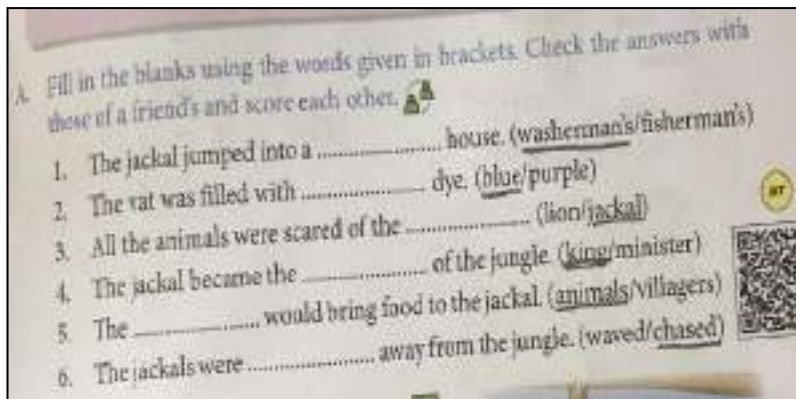 A. Fill in the blanks using the words given in brackets. Check the answers with
those of a friend's and score each other.
1. The jackal jumped into a .................... house. (washerman's/fisherman's)
2. The vat was filled with .................... dye. (blue/purple)
3. All the animals were scared of the .................... (lion/jackal)
4. The jackal became the .................... of the jungle. (king/minister)
5. The .................... would bring food to the jackal. (animals/villagers)
6. The jackals were .................... away from the jungle. (waved/chased)